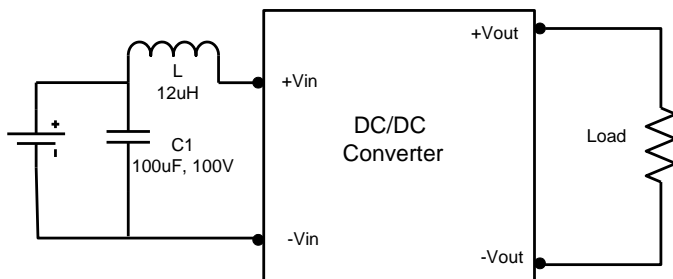 +Vout
L
12uH
+Vin
+
-
C1
100uF, 100V
DC/DC
Converter
Load
-Vin
-Vout